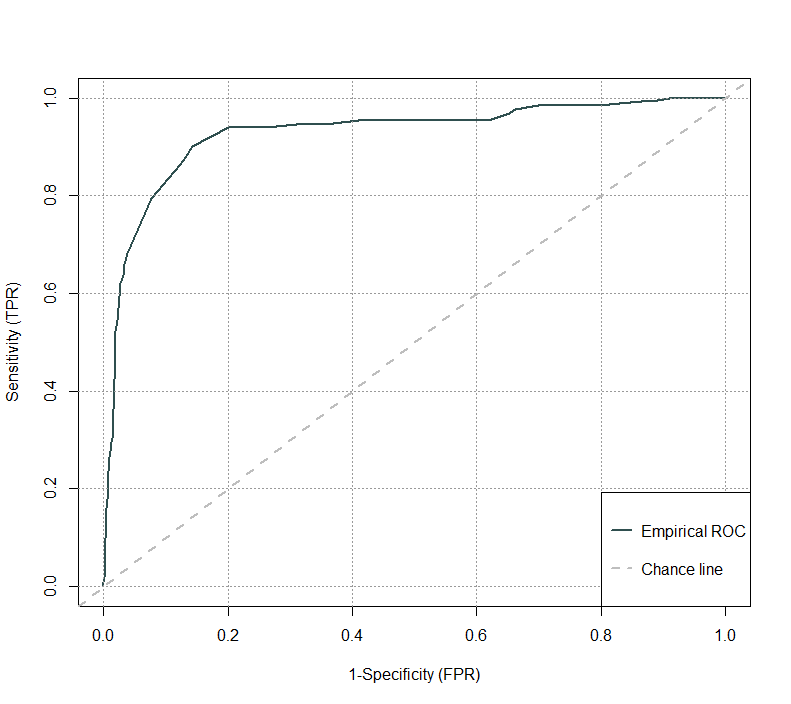 1.0
0.8
0.6
0.4
0.2
0.0
Sensitivity (TPR)
Empirical ROC
Chance line
0.0 0.2 0.4 0.6 0.8 1.0
1-Specificity (FPR)